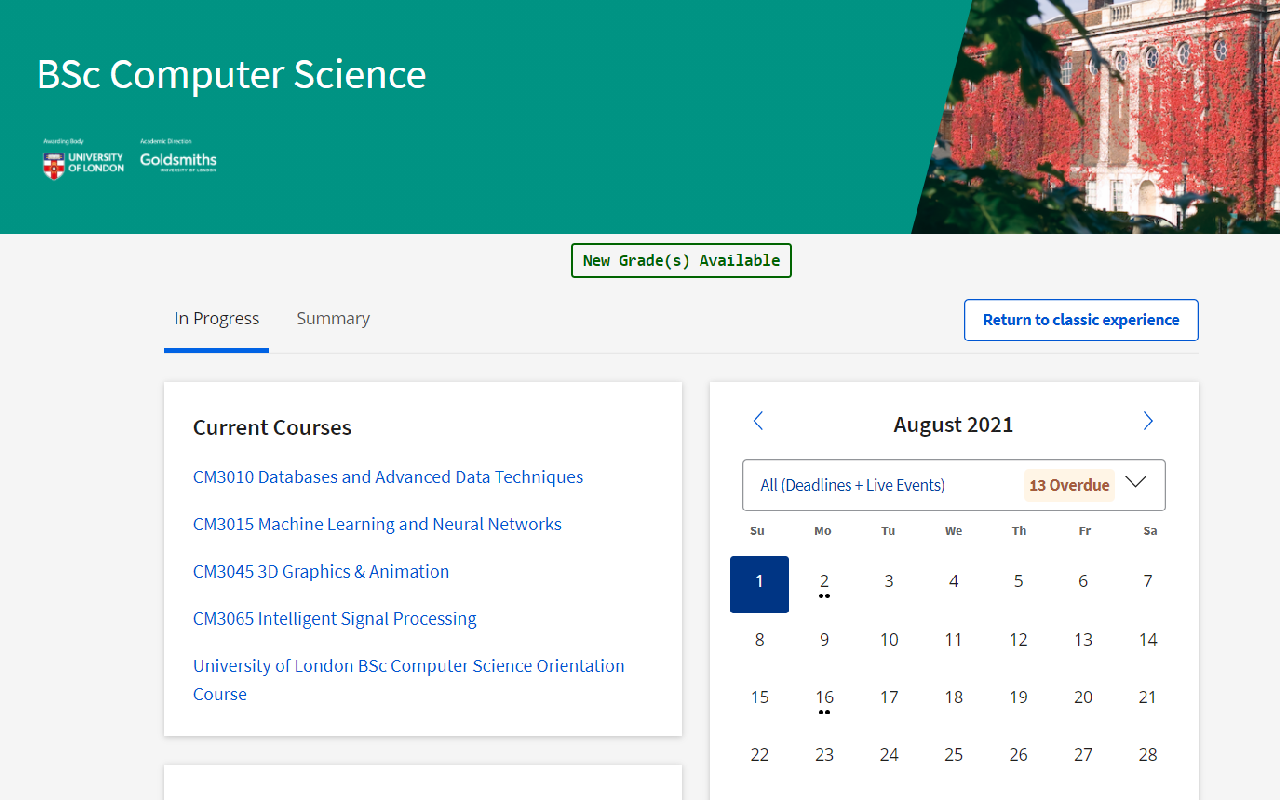 BSc Computer Science
Awarding Body
Academic Direction
UNIVERSITY
OF LONDON
Goldsmiths
UNIVERSITY OF LONDON
New Grade(s) Available
In Progress
Summary
Return to classic experience
Current Courses
CM3010 Databases and Advanced Data Techniques
CM3015 Machine Learning and Neural Networks
CM3045 3D Graphics & Animation
CM3065 Intelligent Signal Processing
University of London BSc Computer Science Orientation
Course
August 2021
All (Deadlines + Live Events)
13 Overdue
Su Mo Tu We Th Fr Sa
1 2 3 4 5 6 7
8 9 10 11 12 13 14
15 16 17 18 19 20 21
22 23 24 25 26 27 28